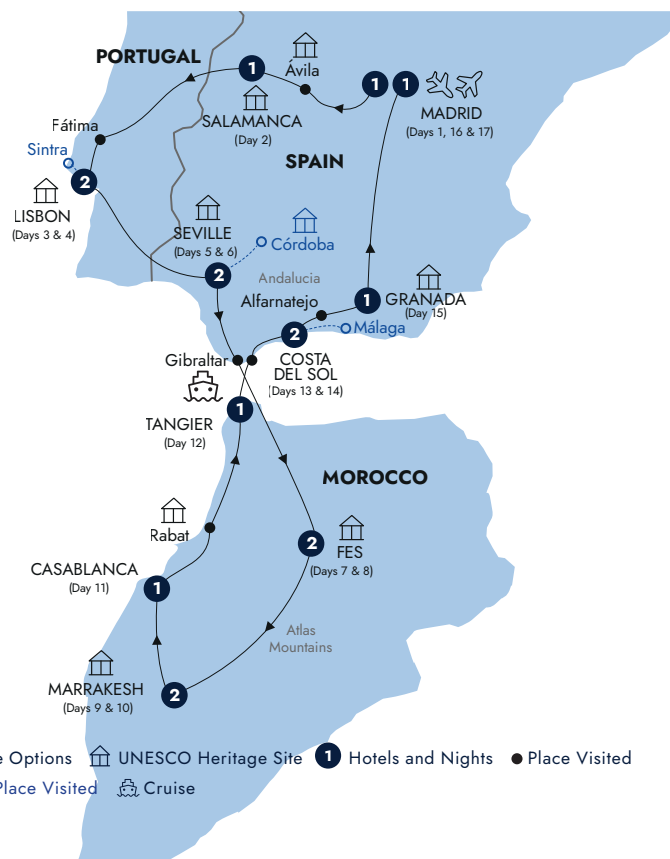 PORTUGAL
Ávila
1
1
1
MADRID
(Days 1, 16 & 17)
SALAMANCA
(Day 2)
Fátima
Sintra
SPAIN
2
LISBON
(Days 3 & 4)
SEVILLE
(Days 5 & 6)
Córdoba
2
Andalucia
Alfarnatejo
1
GRANADA
(Day 15)
2
Málaga
Gibraltar
COSTA
DEL SOL
(Days 13 & 14)
1
TANGIER
(Day 12)
MOROCCO
Rabat
2
FES
(Days 7 & 8)
CASABLANCA
(Day 11)
1
Atlas
Mountains
MARRAKESH
(Days 9 & 10)
2
e Options UNESCO Heritage Site 1 Hotels and Nights Place Visited
Place Visited Cruise